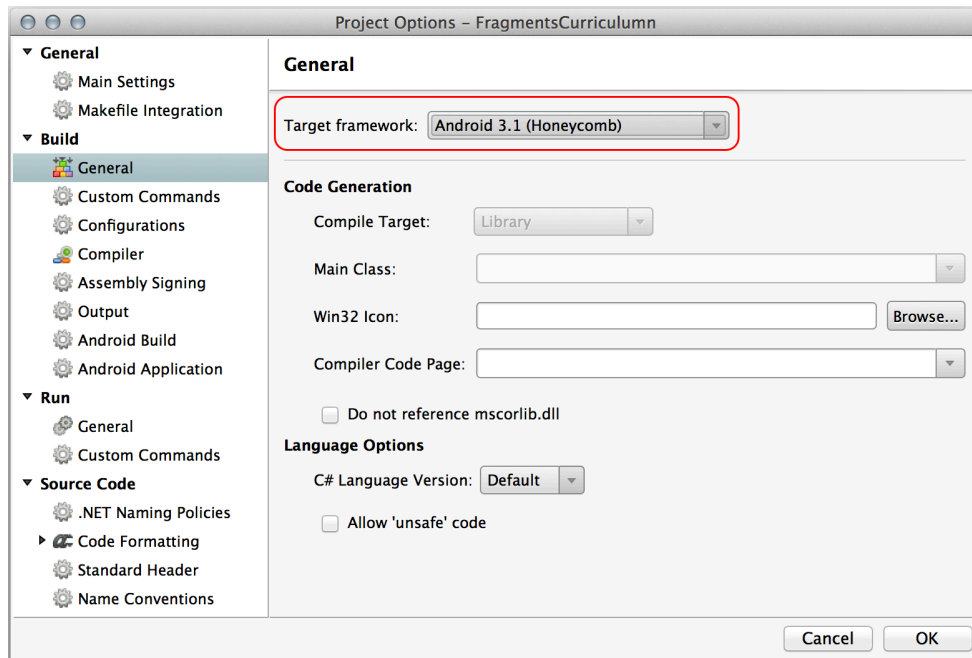 Project Options – FragmentsCurriculumn
General
Main Settings
Makefile Integration
Build
General
Custom Commands
Configurations
Compiler
Assembly Signing
Output
Android Build
Android Application
Run
General
Custom Commands
Source Code
.NET Naming Policies
Code Formatting
Standard Header
Name Conventions
General
Target framework: Android 3.1 (Honeycomb)
Code Generation
Compile Target: Library
Main Class:
Win32 Icon: Browse...
Compiler Code Page:
Do not reference mscorlib.dll
Language Options
C# Language Version: Default
Allow 'unsafe' code
Cancel OK